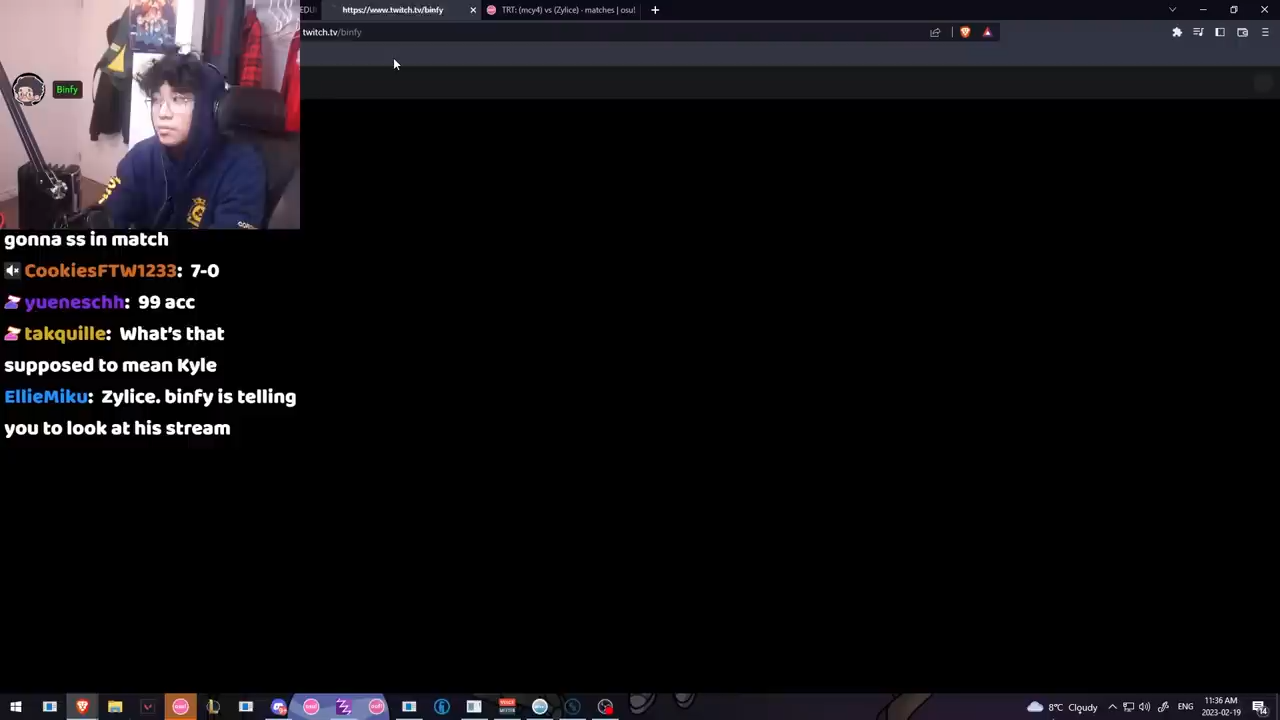 https://www.twitch.tv/binfy
TRT: (mcy4) vs (Zylice) · matches | osu!
twitch.tv/binfy
Binfy
gonna ss in match
CookiesFTW1233: 7-0
yueneschh: 99 acc
takquille: What's that
supposed to mean Kyle
EllieMiku: Zylice. binfy is telling
you to look at his stream
8°C Cloudy
ENG
11:36 AM
2023-02-19